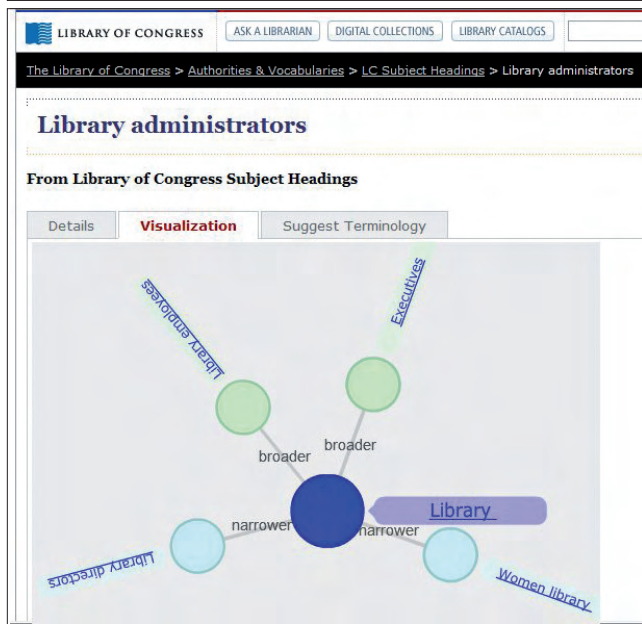 LIBRARY OF CONGRESS ASK A LIBRARIAN DIGITAL COLLECTIONS LIBRARY CATALOGS
The Library of Congress > Authorities & Vocabularies > LC Subject Headings > Library administrators
Library administrators
From Library of Congress Subject Headings
Details Visualization Suggest Terminology
Library employees
Executives
broader
broader
Library
narrower
narrower
Library directors
Women library